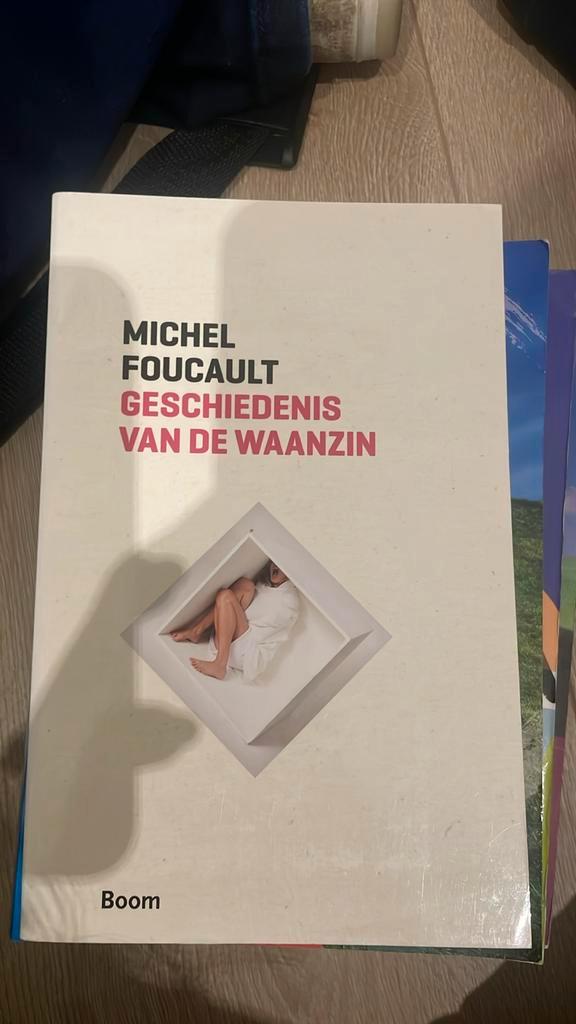 MICHEL
FOUCAULT
GESCHIEDENIS
VAN DE WAANZIN
Boom